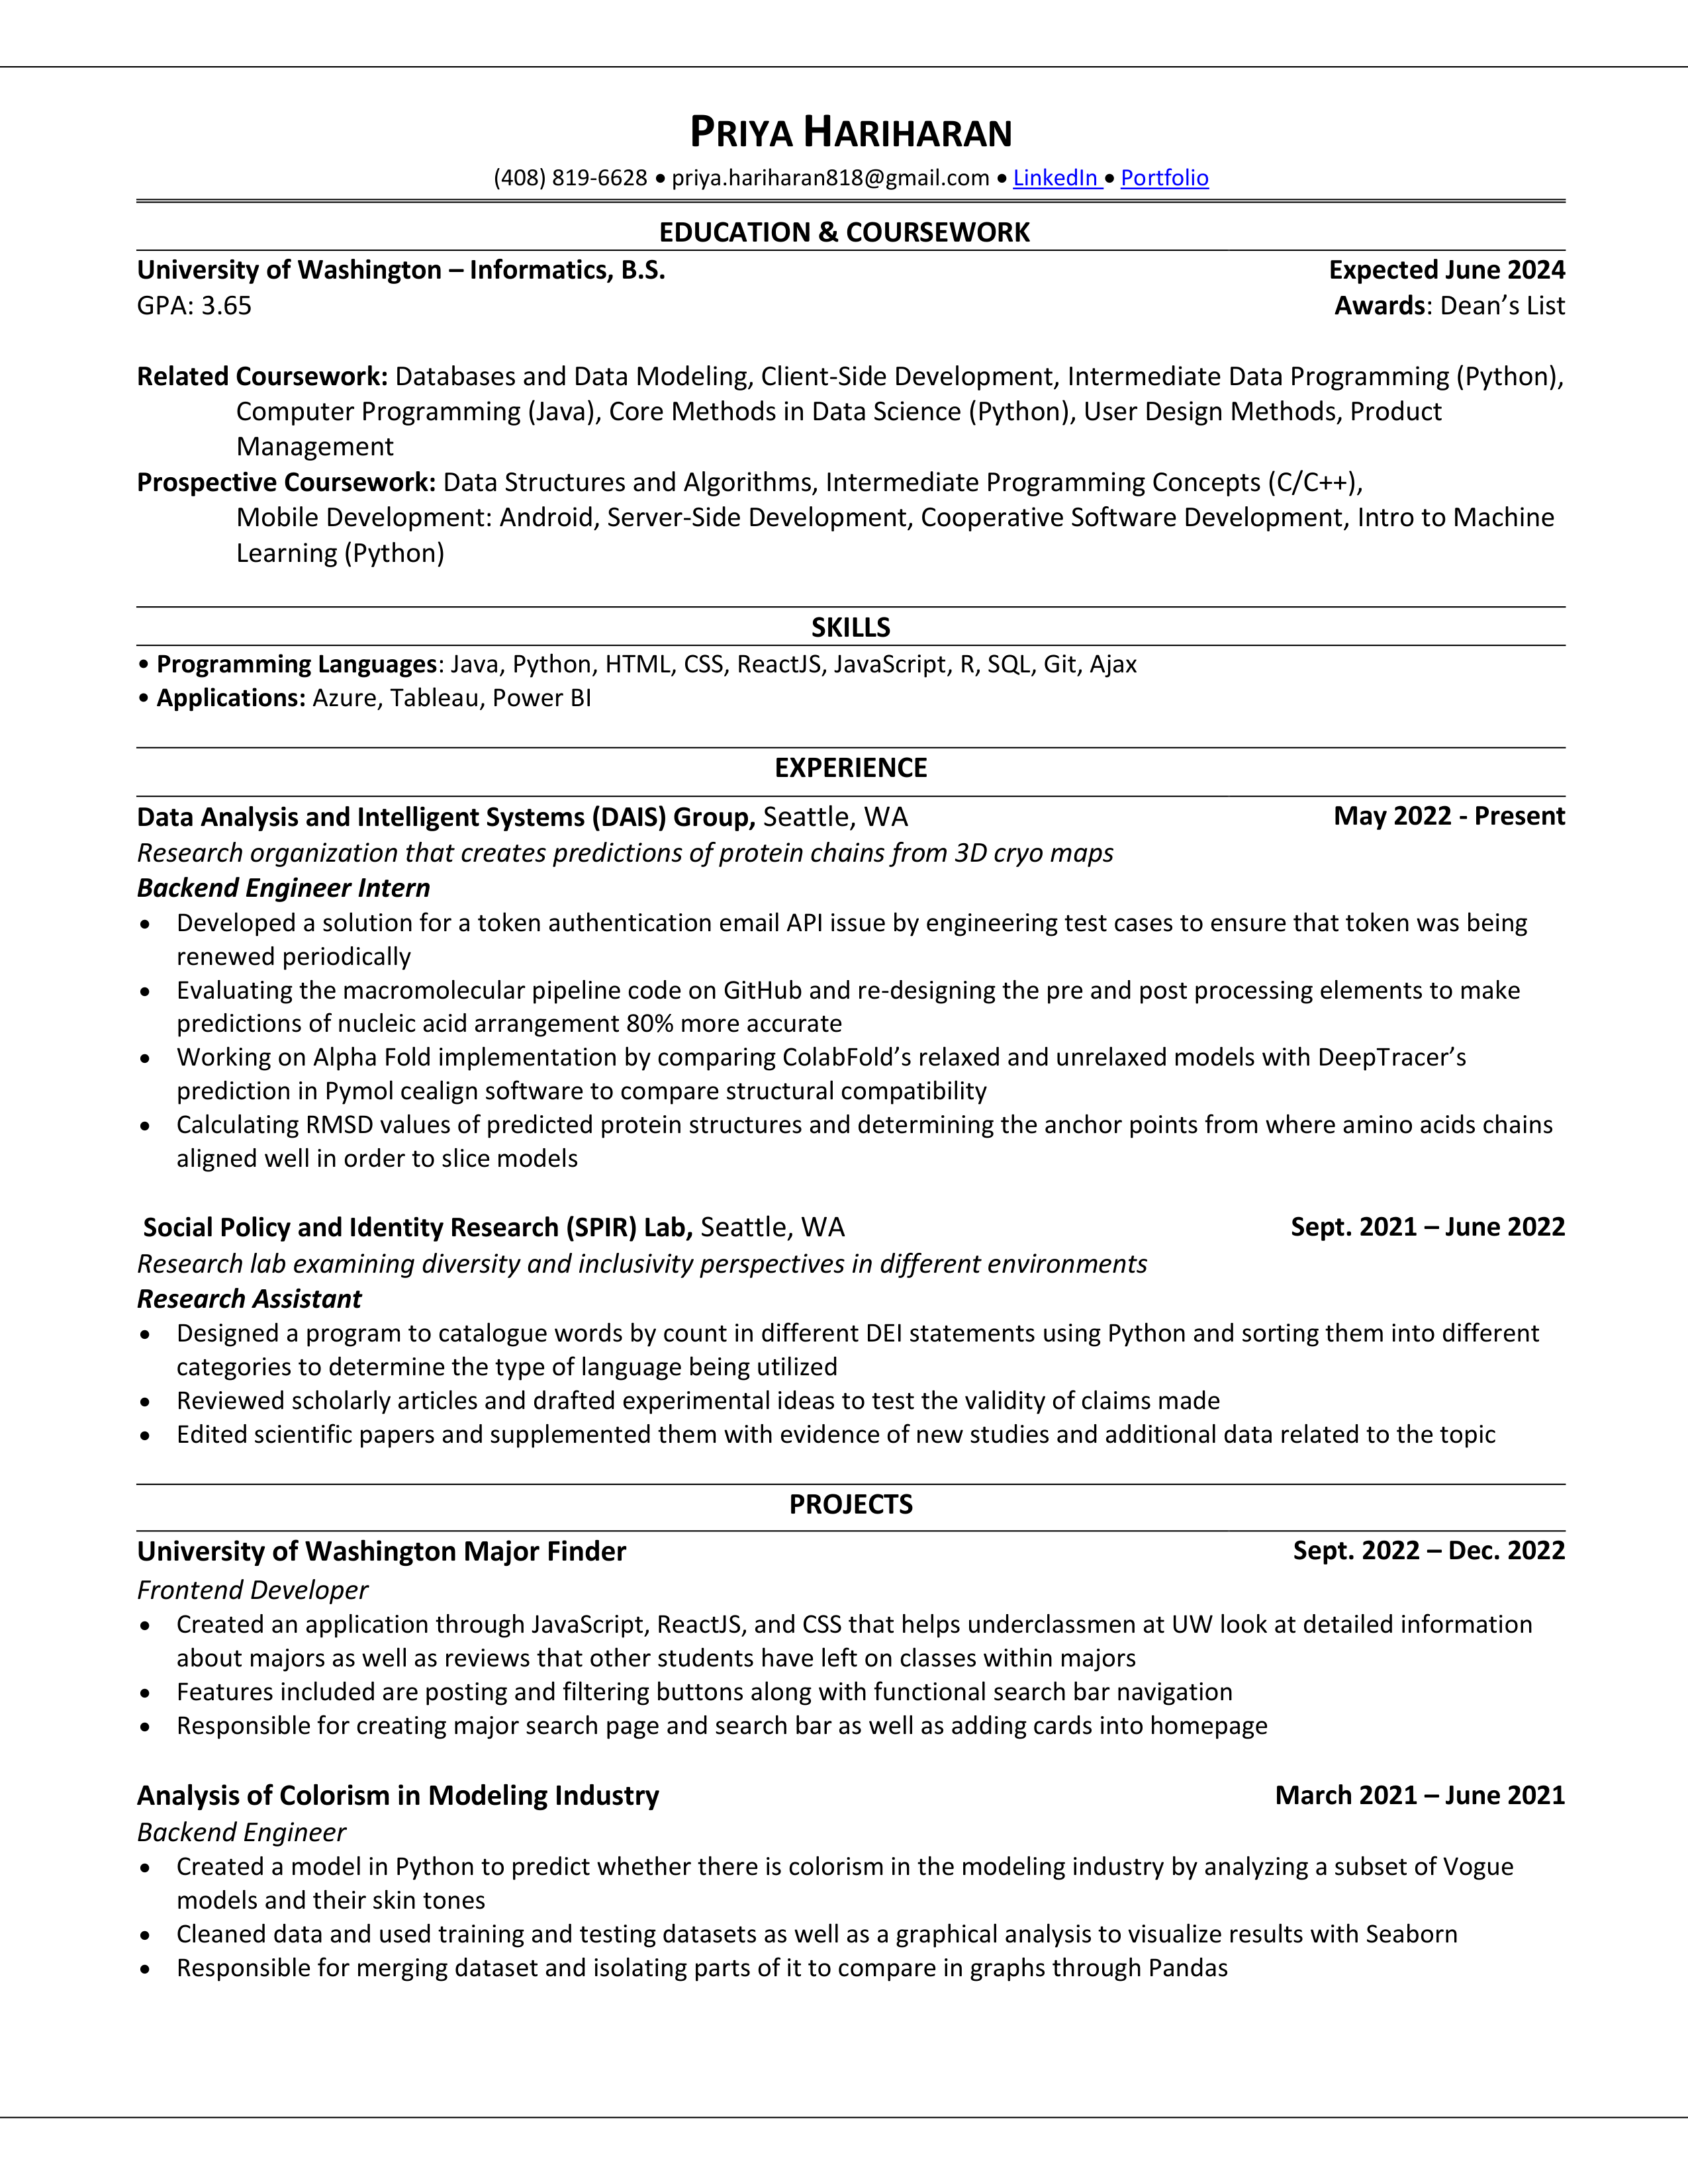 PRIYA HARIHARAN
(408) 819-6628 • priya.hariharan818@gmail.com • LinkedIn • Portfolio
EDUCATION & COURSEWORK
University of Washington – Informatics, B.S. Expected June 2024
GPA: 3.65 Awards: Dean’s List
Related Coursework: Databases and Data Modeling, Client-Side Development, Intermediate Data Programming (Python),
Computer Programming (Java), Core Methods in Data Science (Python), User Design Methods, Product
Management
Prospective Coursework: Data Structures and Algorithms, Intermediate Programming Concepts (C/C++),
Mobile Development: Android, Server-Side Development, Cooperative Software Development, Intro to Machine
Learning (Python)
SKILLS
• Programming Languages: Java, Python, HTML, CSS, ReactJS, JavaScript, R, SQL, Git, Ajax
• Applications: Azure, Tableau, Power BI
EXPERIENCE
Data Analysis and Intelligent Systems (DAIS) Group, Seattle, WA May 2022 - Present
Research organization that creates predictions of protein chains from 3D cryo maps
Backend Engineer Intern
• Developed a solution for a token authentication email API issue by engineering test cases to ensure that token was being
renewed periodically
• Evaluating the macromolecular pipeline code on GitHub and re-designing the pre and post processing elements to make
predictions of nucleic acid arrangement 80% more accurate
• Working on Alpha Fold implementation by comparing ColabFold’s relaxed and unrelaxed models with DeepTracer’s
prediction in Pymol cealign software to compare structural compatibility
• Calculating RMSD values of predicted protein structures and determining the anchor points from where amino acids chains
aligned well in order to slice models
Social Policy and Identity Research (SPIR) Lab, Seattle, WA Sept. 2021 – June 2022
Research lab examining diversity and inclusivity perspectives in different environments
Research Assistant
• Designed a program to catalogue words by count in different DEI statements using Python and sorting them into different
categories to determine the type of language being utilized
• Reviewed scholarly articles and drafted experimental ideas to test the validity of claims made
• Edited scientific papers and supplemented them with evidence of new studies and additional data related to the topic
PROJECTS
University of Washington Major Finder Sept. 2022 – Dec. 2022
Frontend Developer
• Created an application through JavaScript, ReactJS, and CSS that helps underclassmen at UW look at detailed information
about majors as well as reviews that other students have left on classes within majors
• Features included are posting and filtering buttons along with functional search bar navigation
• Responsible for creating major search page and search bar as well as adding cards into homepage
Analysis of Colorism in Modeling Industry March 2021 – June 2021
Backend Engineer
• Created a model in Python to predict whether there is colorism in the modeling industry by analyzing a subset of Vogue
models and their skin tones
• Cleaned data and used training and testing datasets as well as a graphical analysis to visualize results with Seaborn
• Responsible for merging dataset and isolating parts of it to compare in graphs through Pandas